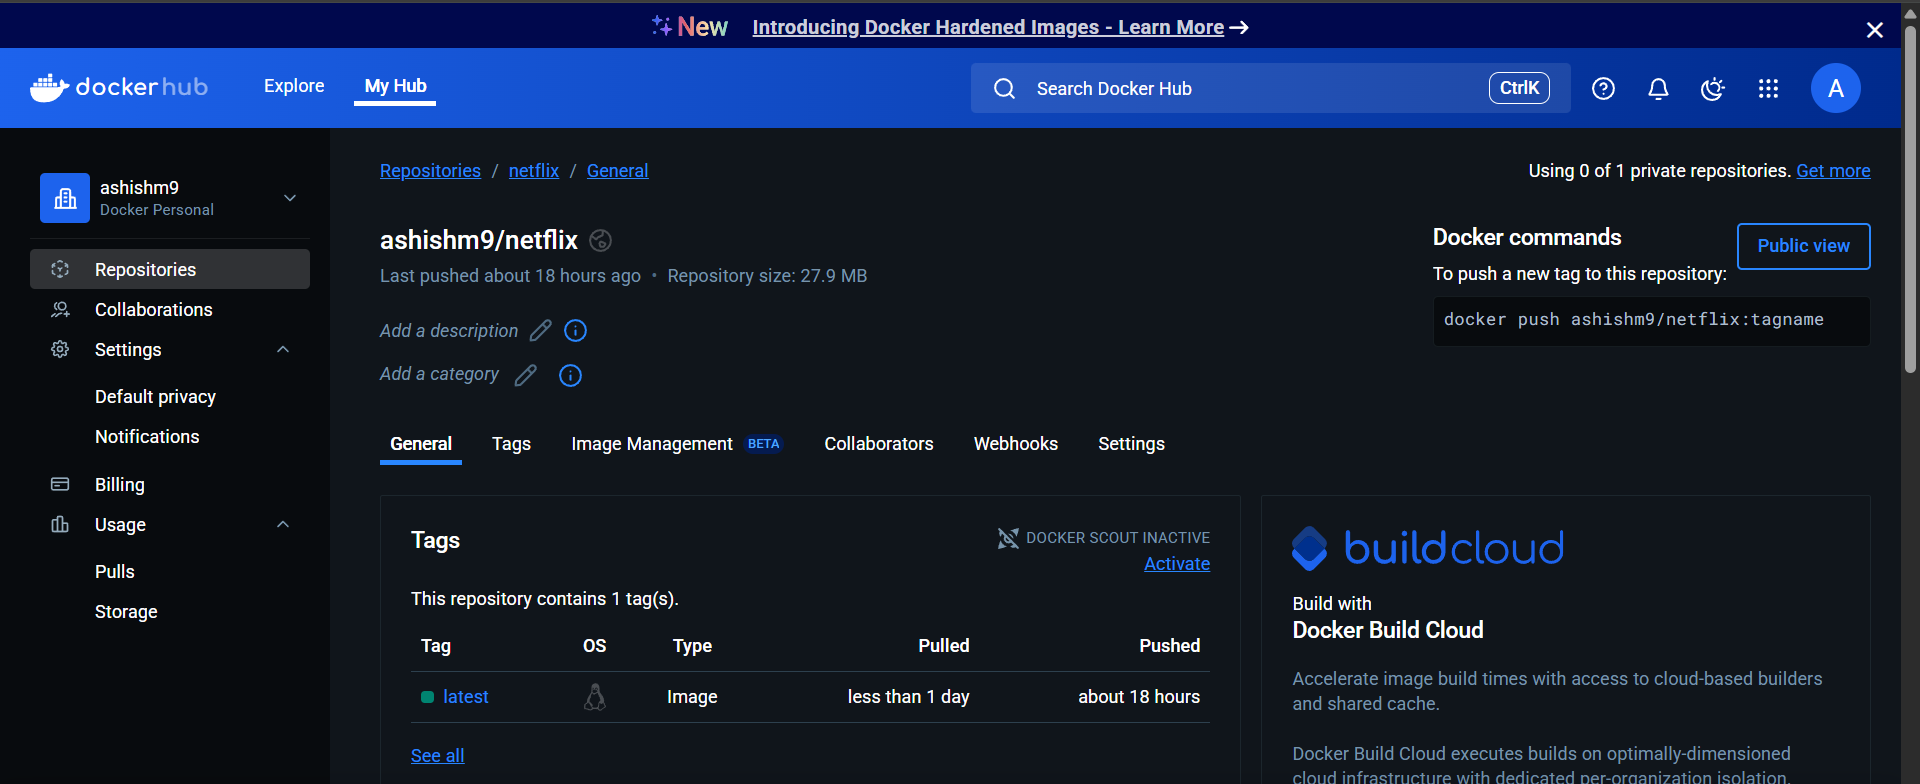 New Introducing Docker Hardened Images - Learn More →
dockerhub Explore My Hub Search Docker Hub CtrlK A
ashishm9
Docker Personal
Repositories
Collaborations
Settings
Default privacy
Notifications
Billing
Usage
Pulls
Storage
Repositories / netflix / General
Using 0 of 1 private repositories. Get more
ashishm9/netflix
Last pushed about 18 hours ago • Repository size: 27.9 MB
Add a description
Add a category
Docker commands
Public view
To push a new tag to this repository:
docker push ashishm9/netflix:tagname
General Tags Image Management BETA Collaborators Webhooks Settings
Tags
DOCKER SCOUT INACTIVE
Activate
This repository contains 1 tag(s).
Tag OS Type Pulled Pushed
latest Image less than 1 day about 18 hours
See all
buildcloud
Build with
Docker Build Cloud
Accelerate image build times with access to cloud-based builders
and shared cache.
Docker Build Cloud executes builds on optimally-dimensioned
cloud infrastructure with dedicated per-organization isolation.